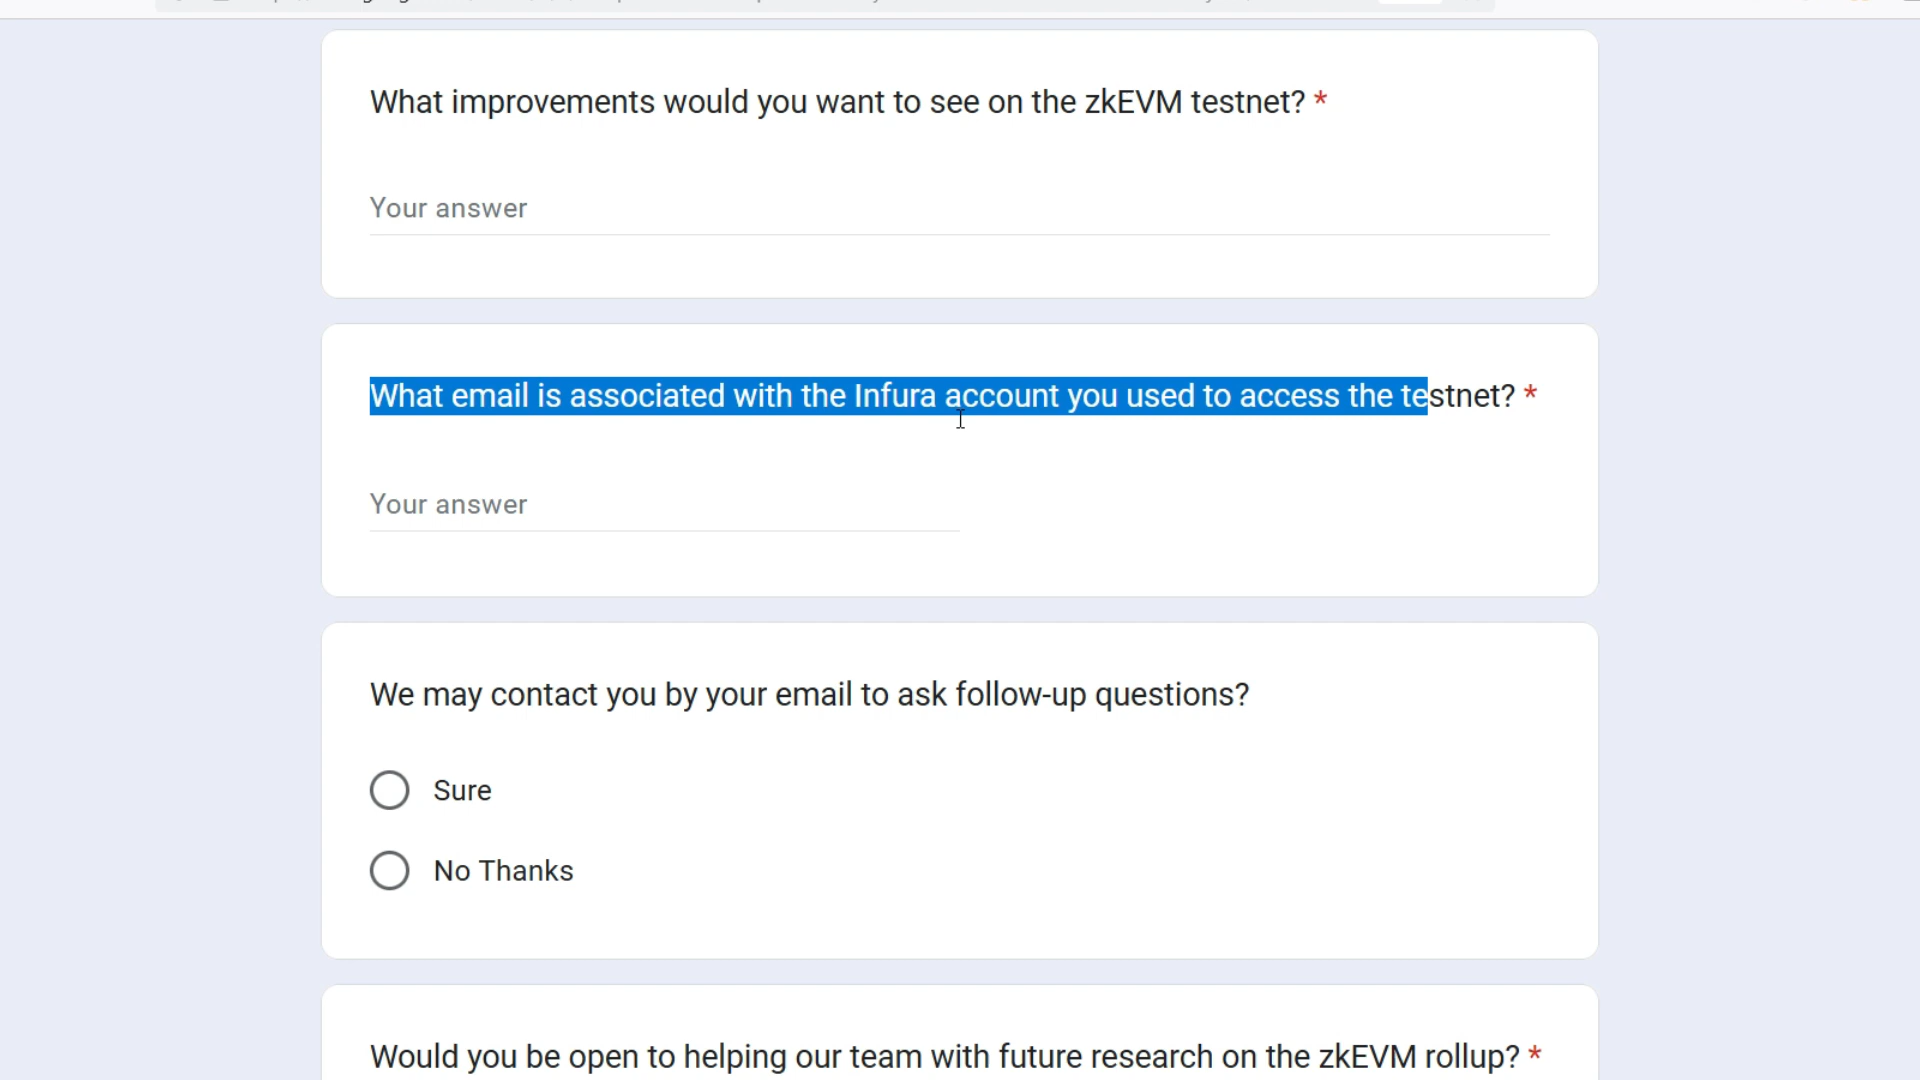 What improvements would you want to see on the zkEVM testnet? *
Your answer
What email is associated with the Infura account you used to access the testnet? *
Your answer
We may contact you by your email to ask follow-up questions?
Sure
No Thanks
Would you be open to helping our team with future research on the zkEVM rollup? *